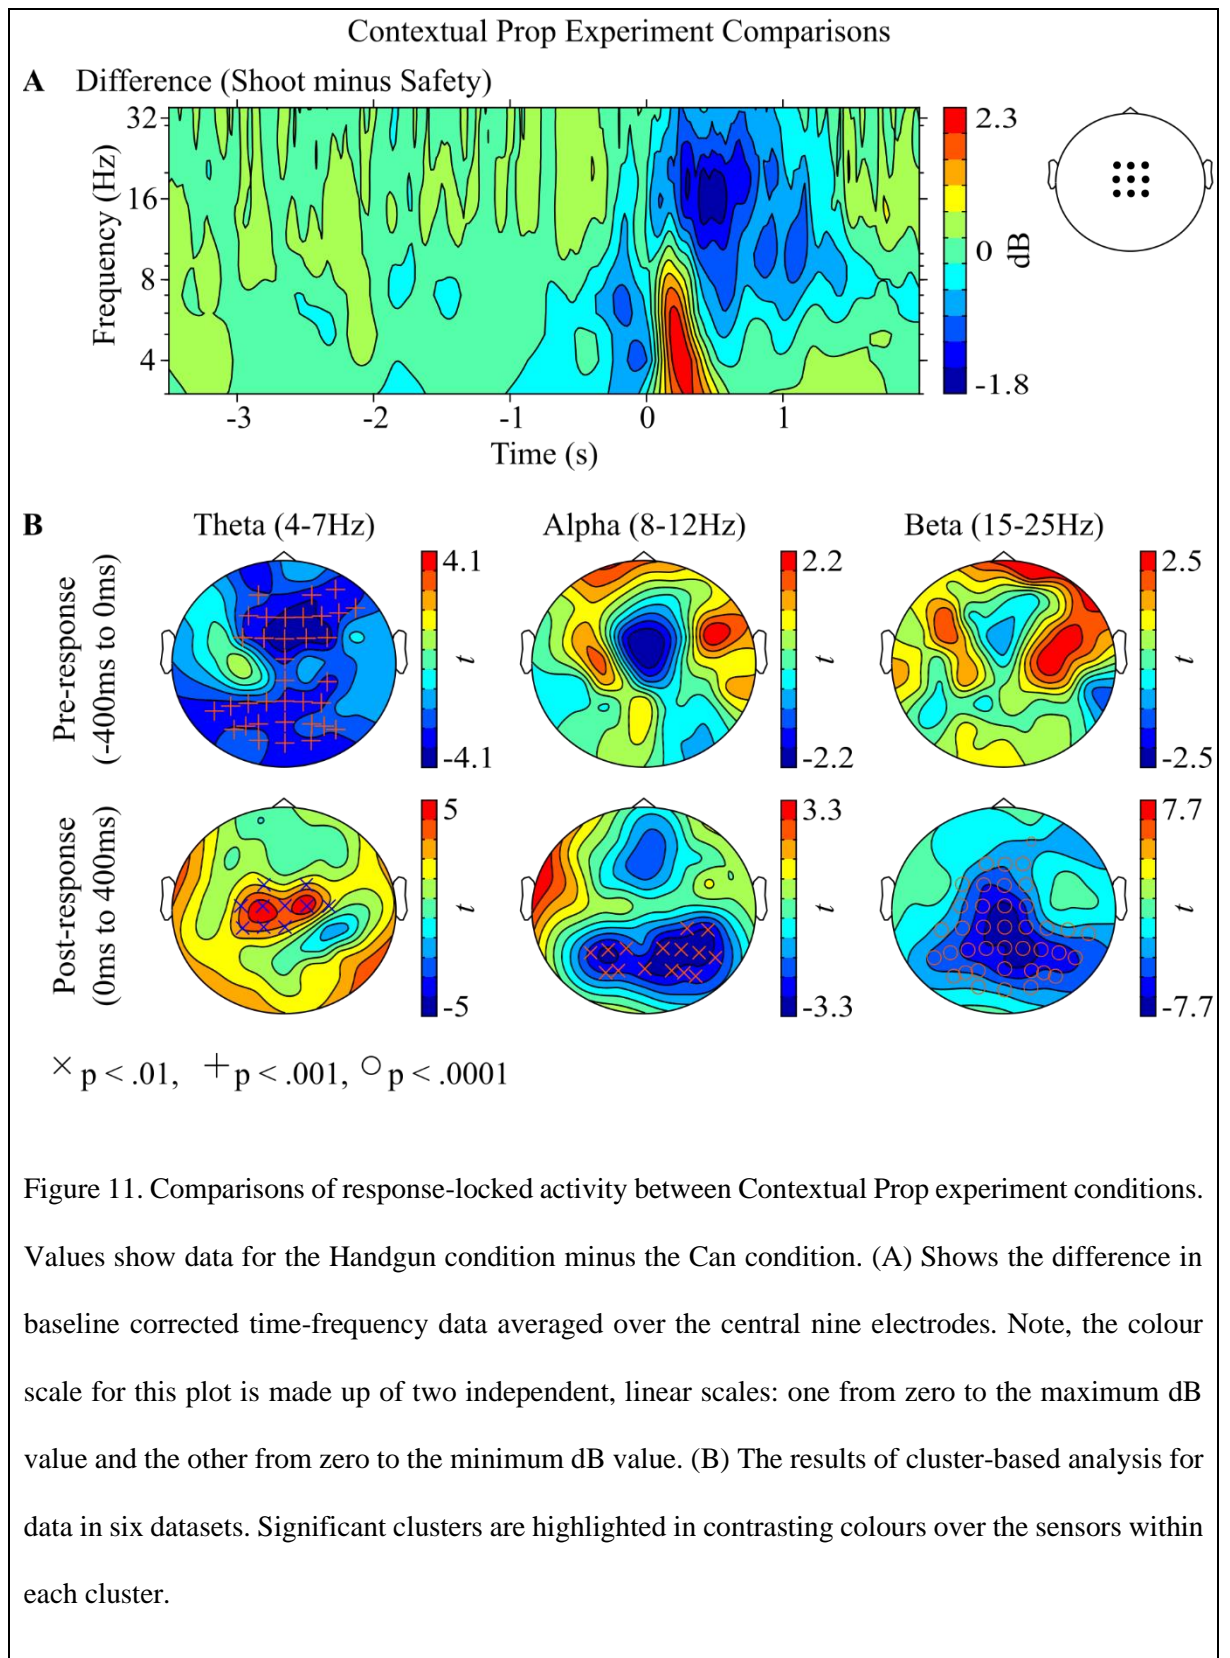 Contextual Prop Experiment Comparisons
A Difference (Shoot minus Safety)
32
16
8
4
Frequency (Hz)
-3 -2 -1 0 1
Time (s)
2.3
0
-1.8
dB
B Theta (4-7Hz) Alpha (8-12Hz) Beta (15-25Hz)
Pre-response
(-400ms to 0ms)
4.1
t
-4.1
2.2
t
-2.2
2.5
t
-2.5
Post-response
(0ms to 400ms)
5
t
-5
3.3
t
-3.3
7.7
t
-7.7
× p < .01, + p < .001, ○ p < .0001
Figure 11. Comparisons of response-locked activity between Contextual Prop experiment conditions.
Values show data for the Handgun condition minus the Can condition. (A) Shows the difference in
baseline corrected time-frequency data averaged over the central nine electrodes. Note, the colour
scale for this plot is made up of two independent, linear scales: one from zero to the maximum dB
value and the other from zero to the minimum dB value. (B) The results of cluster-based analysis for
data in six datasets. Significant clusters are highlighted in contrasting colours over the sensors within
each cluster.